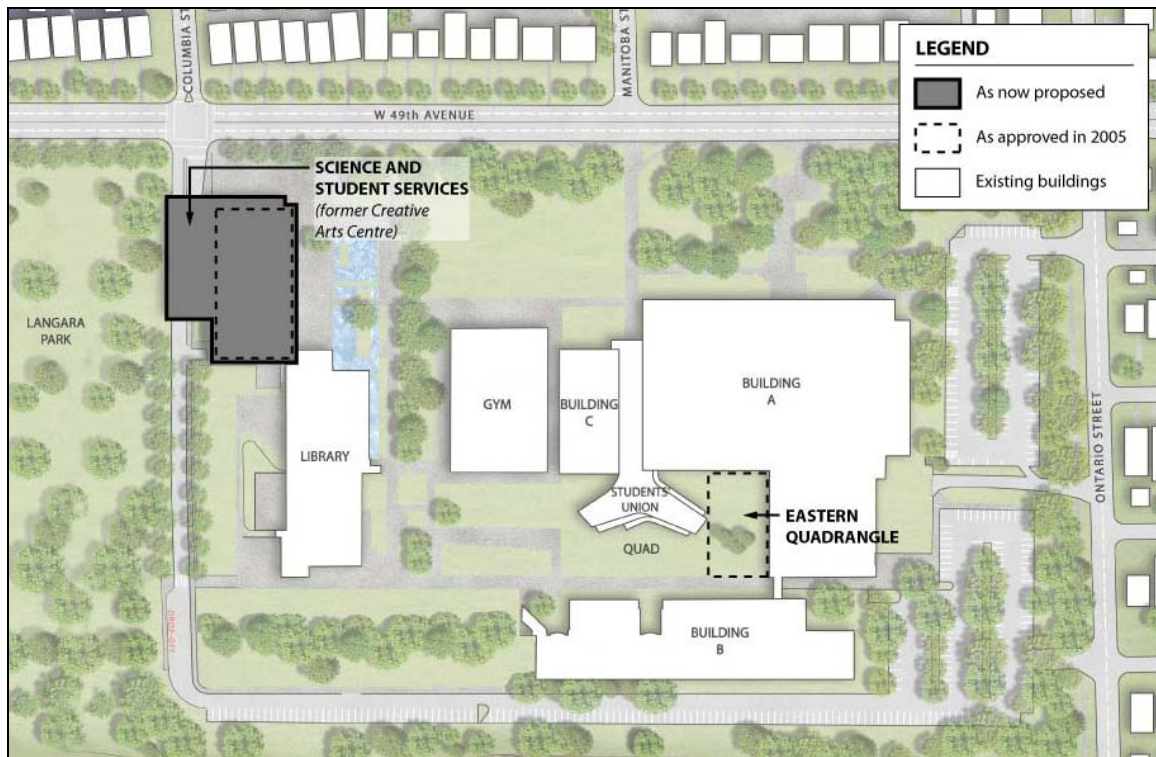 COLUMBIA ST
MANITOBA ST
W 49th AVENUE
LEGEND
As now proposed
As approved in 2005
Existing buildings
SCIENCE AND
STUDENT SERVICES
(former Creative
Arts Centre)
LANGARA
PARK
LIBRARY
GYM
BUILDING
C
BUILDING
A
STUDENTS'
UNION
QUAD
EASTERN
QUADRANGLE
BUILDING
B
ONTARIO STREET